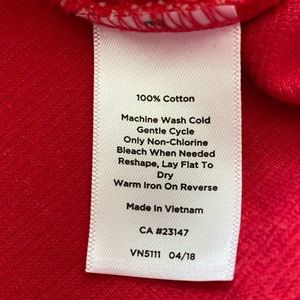 100% Cotton
Machine Wash Cold
Gentle Cycle
Only Non-Chlorine
Bleach When Needed
Reshape, Lay Flat To
Dry
Warm Iron On Reverse
Made In Vietnam
CA #23147
VN5111 04/18